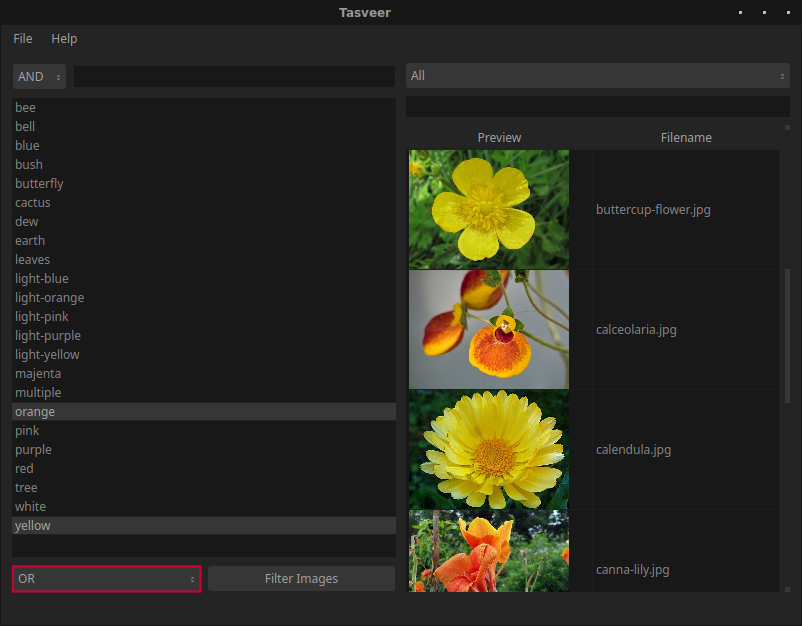 Tasveer
File Help
AND
All
bee
bell
blue
bush
butterfly
cactus
dew
earth
leaves
light-blue
light-orange
light-pink
light-purple
light-yellow
majenta
multiple
orange
pink
purple
red
tree
white
yellow
OR
Filter Images
Preview Filename
buttercup-flower.jpg
calceolaria.jpg
calendula.jpg
canna-lily.jpg